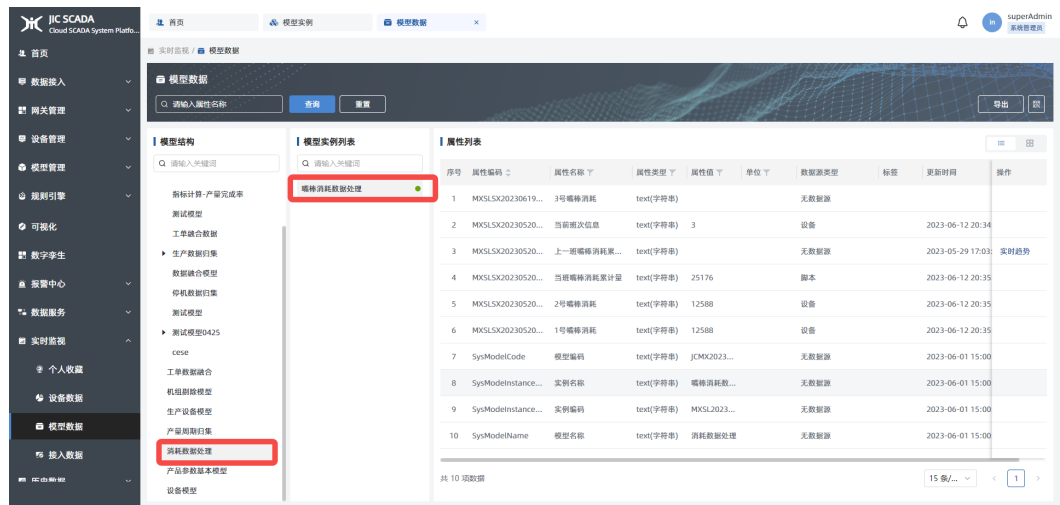 JIC SCADA
Cloud SCADA System Platfo...
首页
模型实例
模型数据 ×
superAdmin
系统管理员
首页
数据接入
网关管理
设备管理
模型管理
规则引擎
可视化
数字孪生
报警中心
数据服务
实时监视
个人收藏
设备数据
模型数据
接入数据
历史数据
实时监视 / 模型数据
模型数据
请输入属性名称 查询 重置 导出
模型结构
请输入关键词
指标计算-产量完成率
测试模型
工单融合数据
生产数据归集
数据融合模型
停机数据归集
测试模型
测试模型0425
cese
工单数据融合
机组剔除模型
生产设备模型
产量周期归集
消耗数据处理
产品参数基本模型
设备模型
模型实例列表
请输入关键词
嘴棒消耗数据处理
属性列表
序号 属性编码 属性名称 属性类型 属性值 单位 数据源类型 标签 更新时间 操作
1 MXSLSX20230619... 3号嘴棒消耗 text(字符串) 无数据源
2 MXSLSX20230520... 当前班次信息 text(字符串) 3 设备 2023-06-12 20:34
3 MXSLSX20230520... 上一班嘴棒消耗累... text(字符串) 无数据源 2023-05-29 17:03: 实时趋势
4 MXSLSX20230520... 当班嘴棒消耗累计量 text(字符串) 25176 脚本 2023-06-12 20:35
5 MXSLSX20230520... 2号嘴棒消耗 text(字符串) 12588 设备 2023-06-12 20:35
6 MXSLSX20230520... 1号嘴棒消耗 text(字符串) 12588 设备 2023-06-12 20:35
7 SysModelCode 模型编码 text(字符串) JCMX2023... 无数据源 2023-06-01 15:00
8 SysModeInstance... 实例名称 text(字符串) 嘴棒消耗数... 无数据源 2023-06-01 15:00
9 SysModeInstance... 实例编码 text(字符串) MXSL2023... 无数据源 2023-06-01 15:00
10 SysModelName 模型名称 text(字符串) 消耗数据处理 无数据源 2023-06-01 15:00
共 10 项数据
15 条/... 1